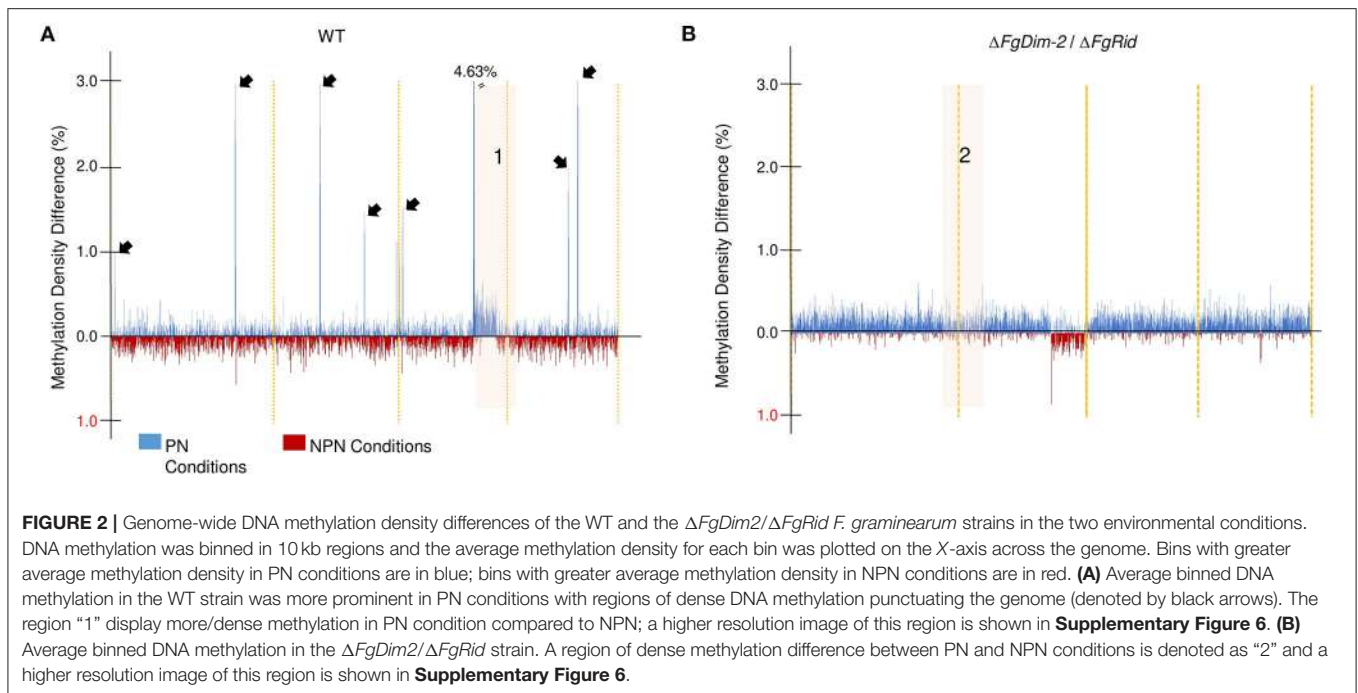 A
WT
4.63%
Methylation Density Difference (%)
3.0
2.0
1.0
0.0
1.0
1
PN
Conditions
NPN Conditions
B
ΔFgDim-2 / ΔFgRid
Methylation Density Difference (%)
3.0
2.0
1.0
0.0
1.0
2
FIGURE 2 | Genome-wide DNA methylation density differences of the WT and the ΔFgDim2/ΔFgRid F. graminearum strains in the two environmental conditions.
DNA methylation was binned in 10 kb regions and the average methylation density for each bin was plotted on the X-axis across the genome. Bins with greater
average methylation density in PN conditions are in blue; bins with greater average methylation density in NPN conditions are in red. (A) Average binned DNA
methylation in the WT strain was more prominent in PN conditions with regions of dense DNA methylation punctuating the genome (denoted by black arrows). The
region “1” display more/dense methylation in PN condition compared to NPN; a higher resolution image of this region is shown in Supplementary Figure 6. (B)
Average binned DNA methylation in the ΔFgDim2/ΔFgRid strain. A region of dense methylation difference between PN and NPN conditions is denoted as “2” and a
higher resolution image of this region is shown in Supplementary Figure 6.